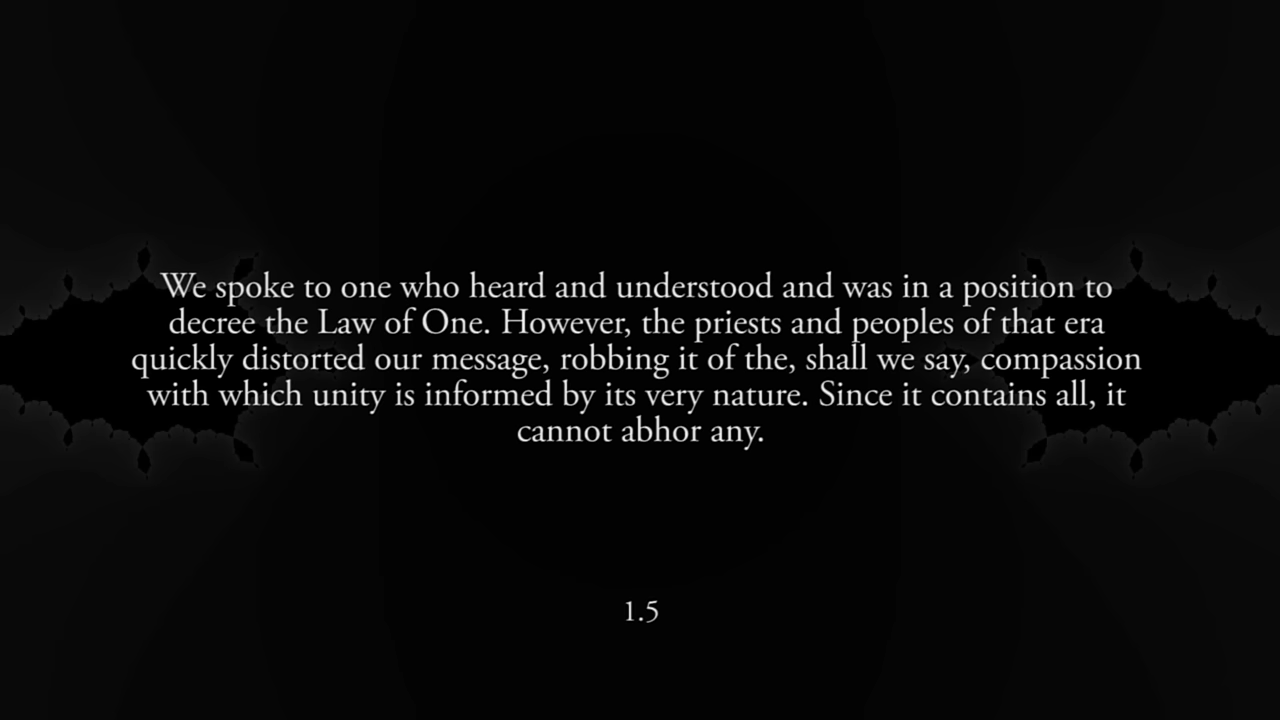 We spoke to one who heard and understood and was in a position to
decree the Law of One. However, the priests and peoples of that era
quickly distorted our message, robbing it of the, shall we say, compassion
with which unity is informed by its very nature. Since it contains all, it
cannot abhor any.
1.5